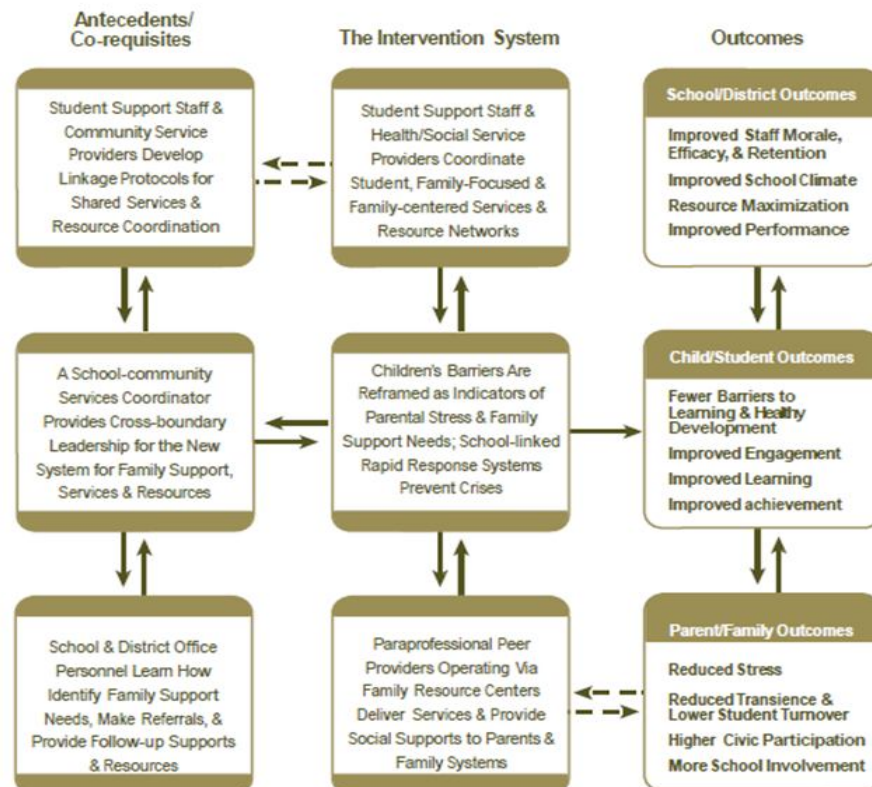 Antecedents/
Co-requisites
The Intervention System
Outcomes
Student Support Staff &
Community Service
Providers Develop
Linkage Protocols for
Shared Services &
Resource Coordination
Student Support Staff &
Health/Social Service
Providers Coordinate
Student, Family-Focused &
Family-centered Services &
Resource Networks
School/District Outcomes
Improved Staff Morale,
Efficacy, & Retention
Improved School Climate
Resource Maximization
Improved Performance
A School-community
Services Coordinator
Provides Cross-boundary
Leadership for the New
System for Family Support,
Services & Resources
Children's Barriers Are
Reframed as Indicators of
Parental Stress & Family
Support Needs; School-linked
Rapid Response Systems
Prevent Crises
Child/Student Outcomes
Fewer Barriers to
Learning & Healthy
Development
Improved Engagement
Improved Learning
Improved achievement
School & District Office
Personnel Learn How
Identify Family Support
Needs, Make Referrals, &
Provide Follow-up Supports
& Resources
Paraprofessional Peer
Providers Operating Via
Family Resource Centers
Deliver Services & Provide
Social Supports to Parents &
Family Systems
Parent/Family Outcomes
Reduced Stress
Reduced Transience &
Lower Student Turnover
Higher Civic Participation
More School Involvement